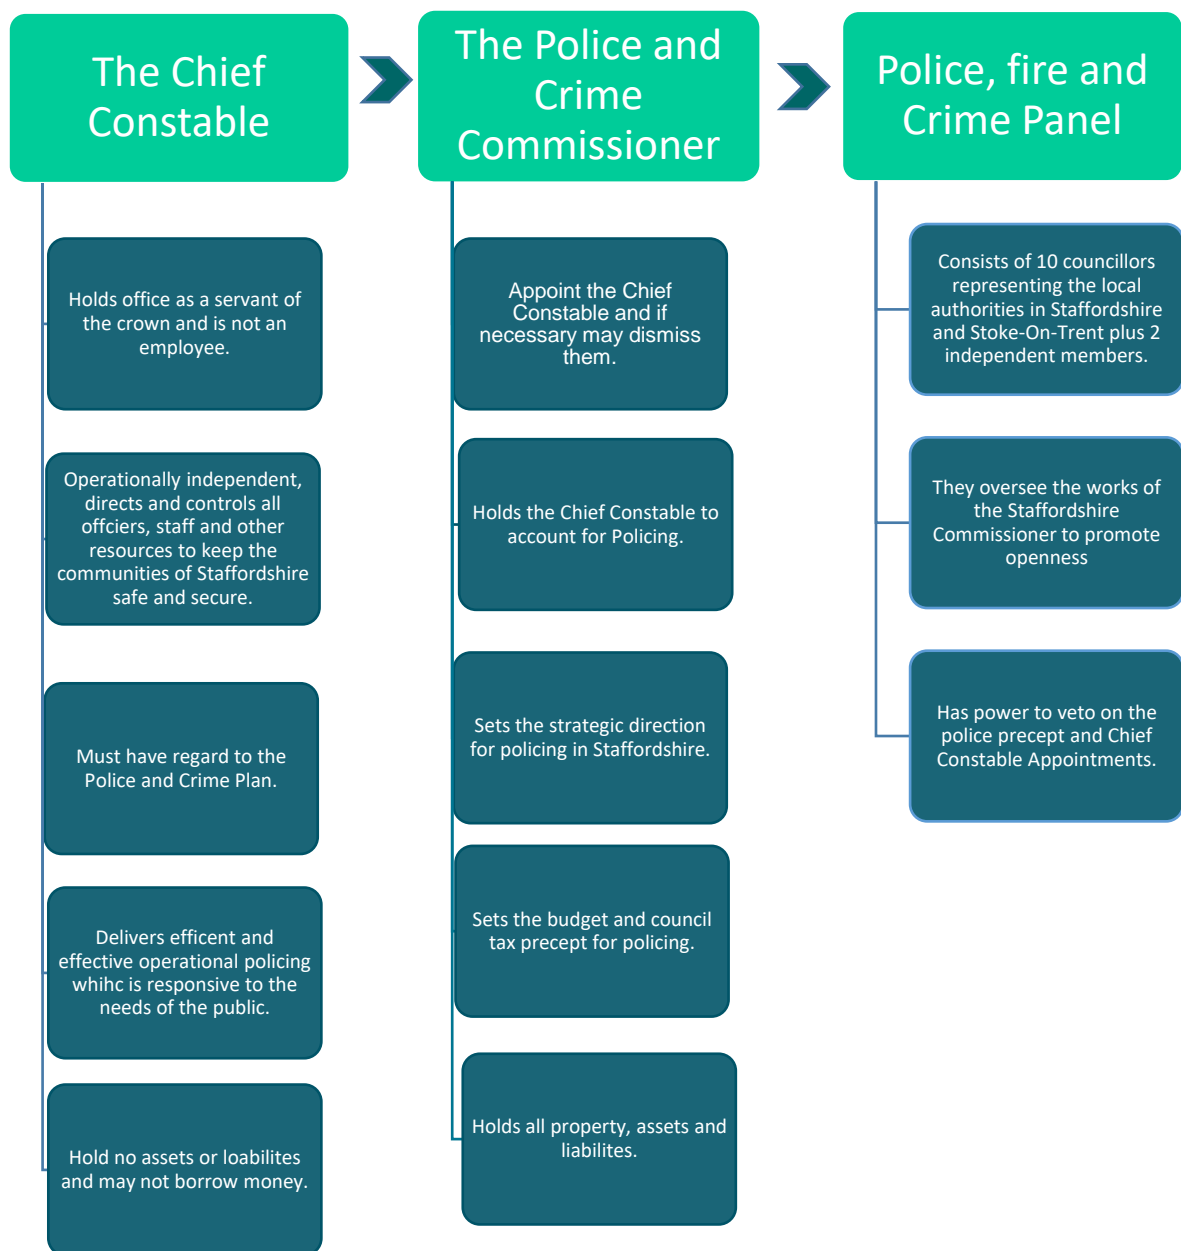 The Chief
Constable
Holds office as a servant of
the crown and is not an
employee.
Operationally independent,
directs and controls all
offciers, staff and other
resources to keep the
communities of Staffordshire
safe and secure.
Must have regard to the
Police and Crime Plan.
Delivers efficent and
effective operational policing
whihc is responsive to the
needs of the public.
Hold no assets or loabilites
and may not borrow money.
The Police and
Crime
Commissioner
Appoint the Chief
Constable and if
necessary may dismiss
them.
Holds the Chief Constable to
account for Policing.
Sets the strategic direction
for policing in Staffordshire.
Sets the budget and council
tax precept for policing.
Holds all property, assets and
liabilites.
Police, fire and
Crime Panel
Consists of 10 councillors
representing the local
authorities in Staffordshire
and Stoke-On-Trent plus 2
independent members.
They oversee the works of
the Staffordshire
Commissioner to promote
openness
Has power to veto on the
police precept and Chief
Constable Appointments.